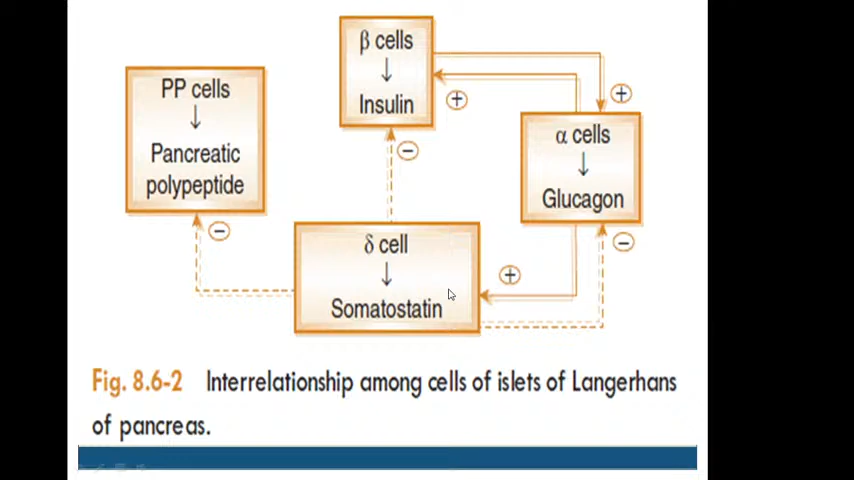 β cells
↓
Insulin
PP cells
↓
Pancreatic
polypeptide
α cells
↓
Glucagon
δ cell
↓
Somatostatin
+
+
−
−
+
−
Fig. 8.6-2 Interrelationship among cells of islets of Langerhans
of pancreas.